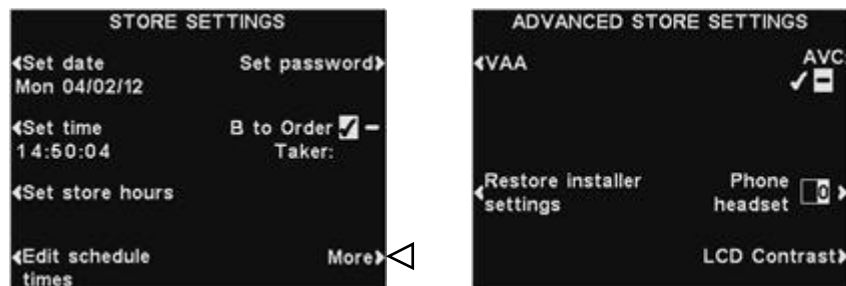 STORE SETTINGS
Set date
Mon 04/02/12
Set password
Set time
14:50:04
B to Order ✓ –
Taker:
Set store hours
Edit schedule
times
More
ADVANCED STORE SETTINGS
VAA
AVC:
✓ –
Restore installer
settings
Phone
headset 0
LCD Contrast